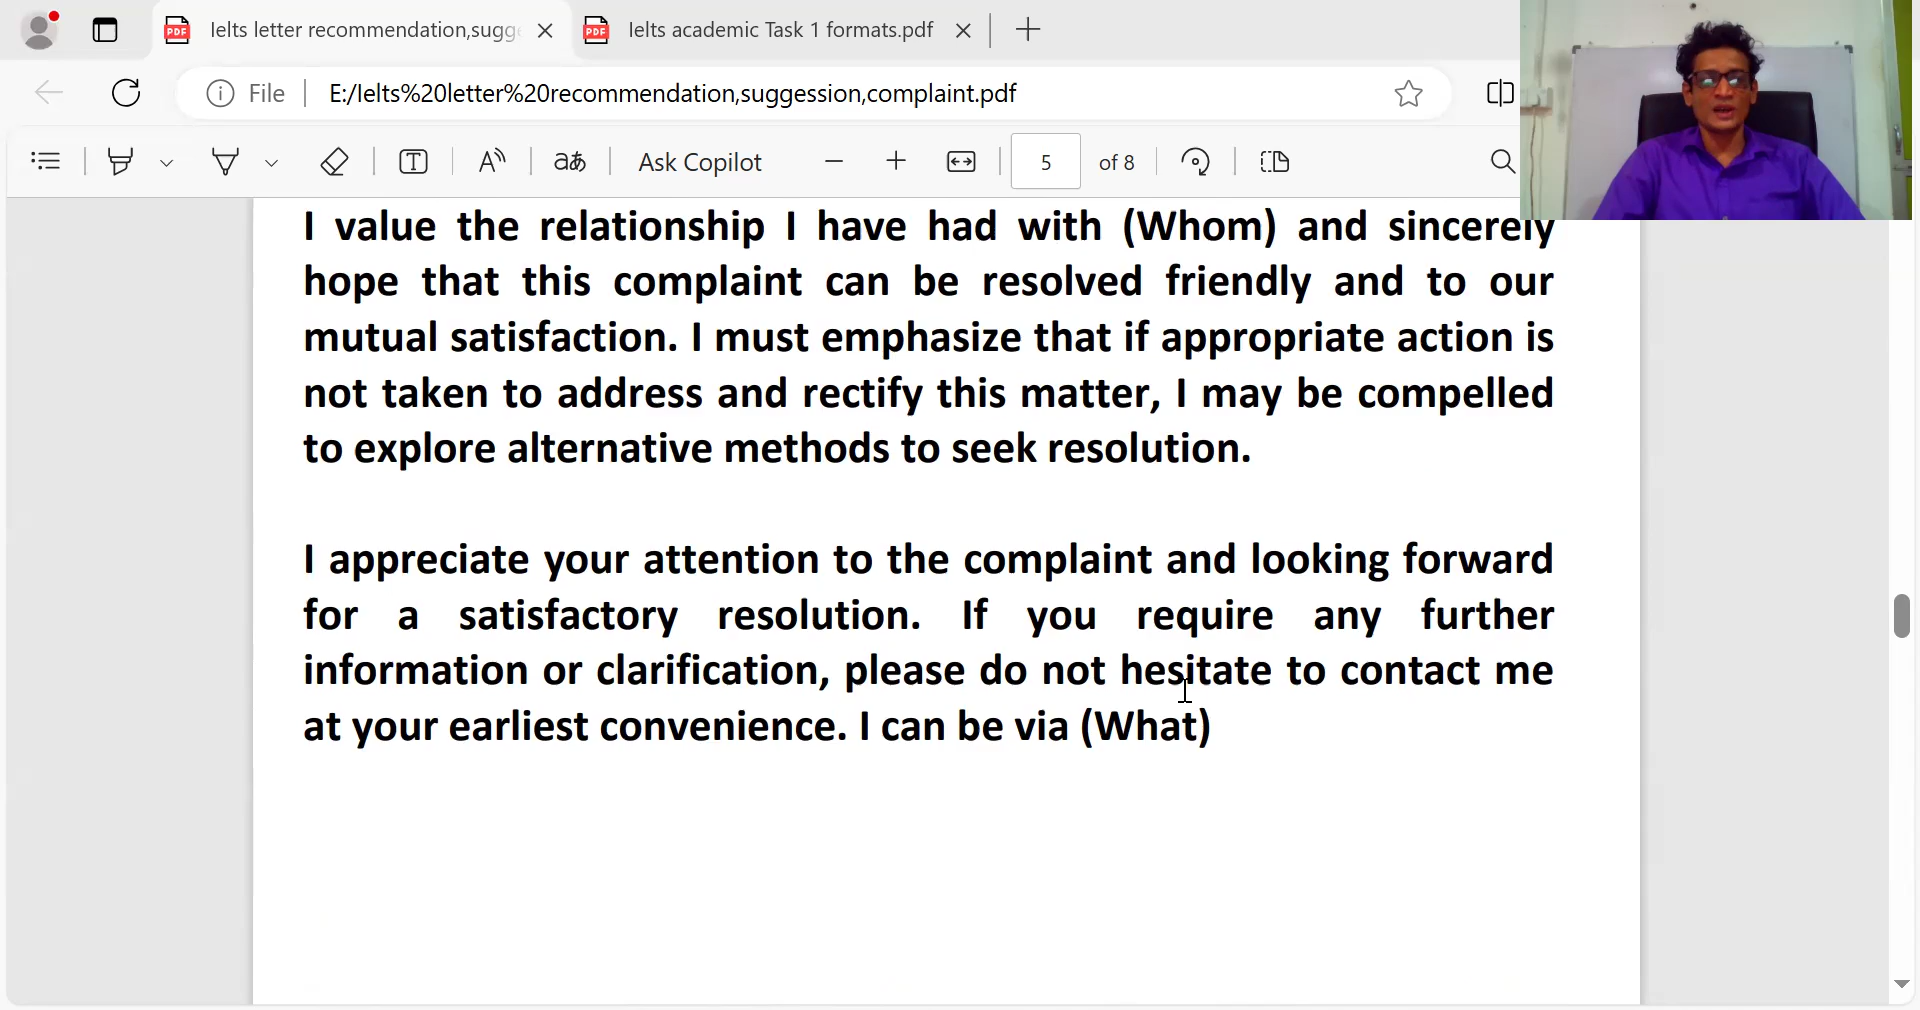 Ielts letter recommendation,sugge
Ielts academic Task 1 formats.pdf
File
E:/Ielts%20letter%20recommendation,suggession,complaint.pdf
Ask Copilot
5 of 8
I value the relationship I have had with (Whom) and sincerely
hope that this complaint can be resolved friendly and to our
mutual satisfaction. I must emphasize that if appropriate action is
not taken to address and rectify this matter, I may be compelled
to explore alternative methods to seek resolution.
I appreciate your attention to the complaint and looking forward
for a satisfactory resolution. If you require any further
information or clarification, please do not hesitate to contact me
at your earliest convenience. I can be via (What)